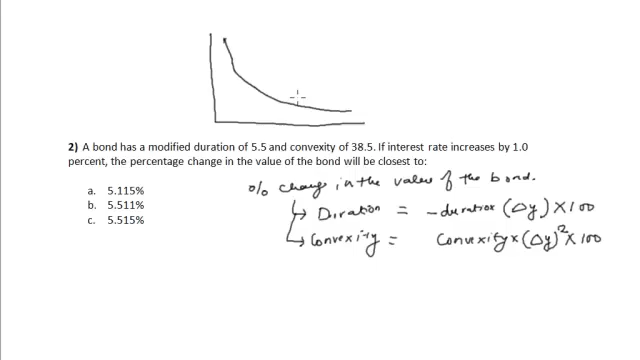 2) A bond has a modified duration of 5.5 and convexity of 38.5. If interest rate increases by 1.0
percent, the percentage change in the value of the bond will be closest to:
a. 5.115%
b. 5.511%
c. 5.515%
% change in the value of the bond.
↳ Duration = -duration (Δy) × 100
↳ Convexity = Convexity × (Δy)² × 100